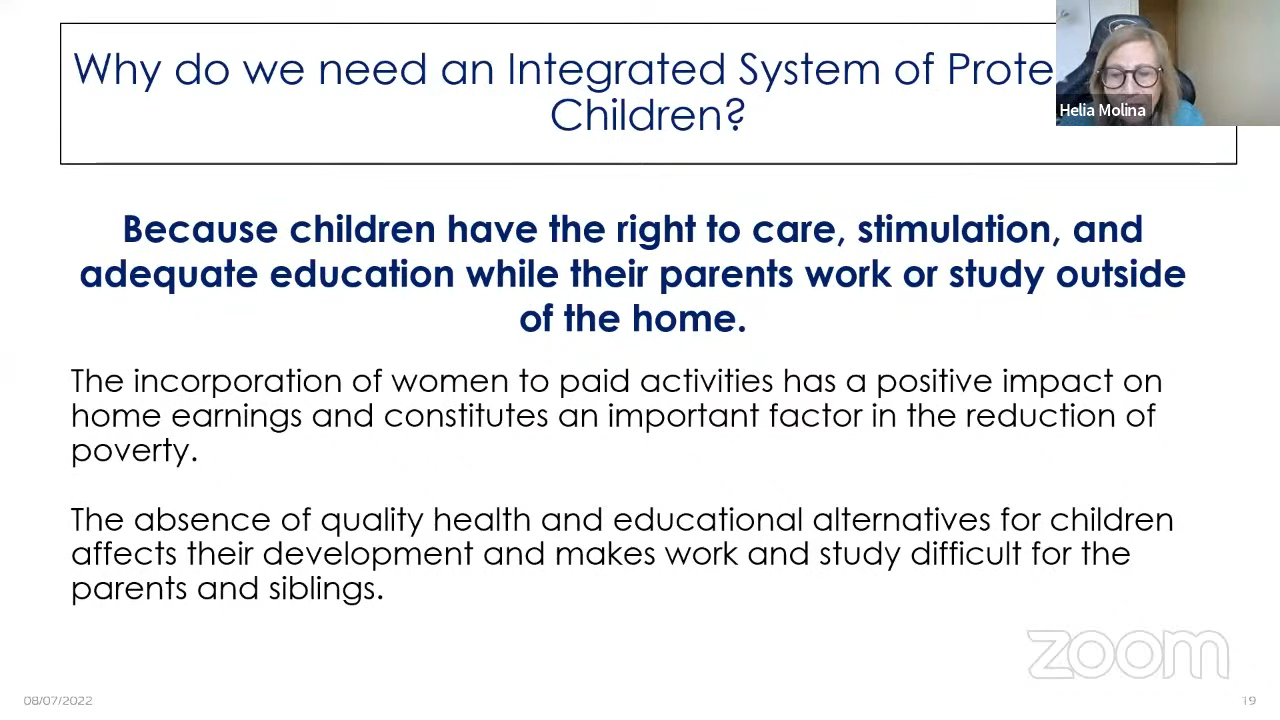 Why do we need an Integrated System of Prote
Children?
Helia Molina
Because children have the right to care, stimulation, and
adequate education while their parents work or study outside
of the home.
The incorporation of women to paid activities has a positive impact on
home earnings and constitutes an important factor in the reduction of
poverty.
The absence of quality health and educational alternatives for children
affects their development and makes work and study difficult for the
parents and siblings.
zoom
08/07/2022
19